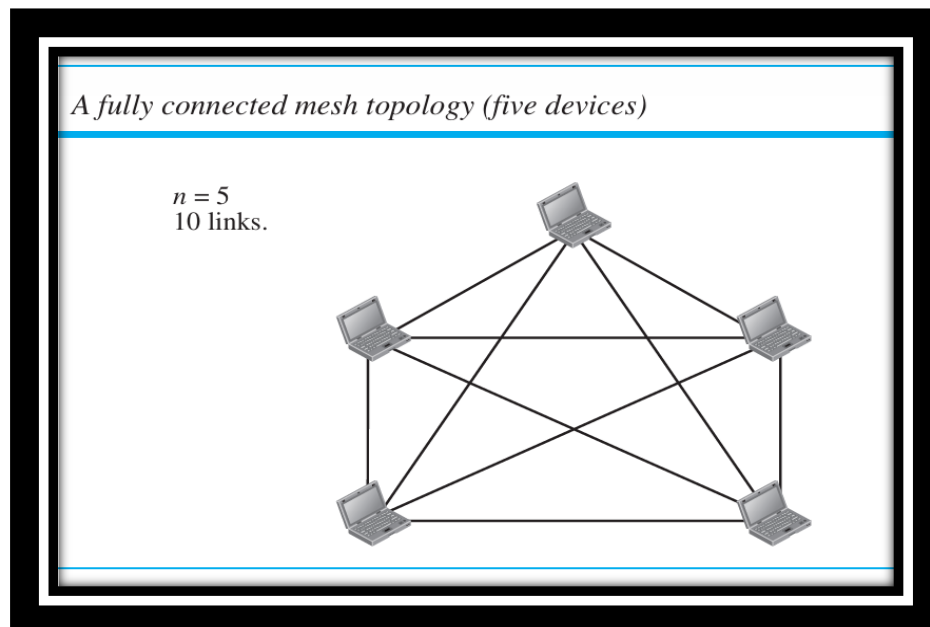 A fully connected mesh topology (five devices)
n = 5
10 links.